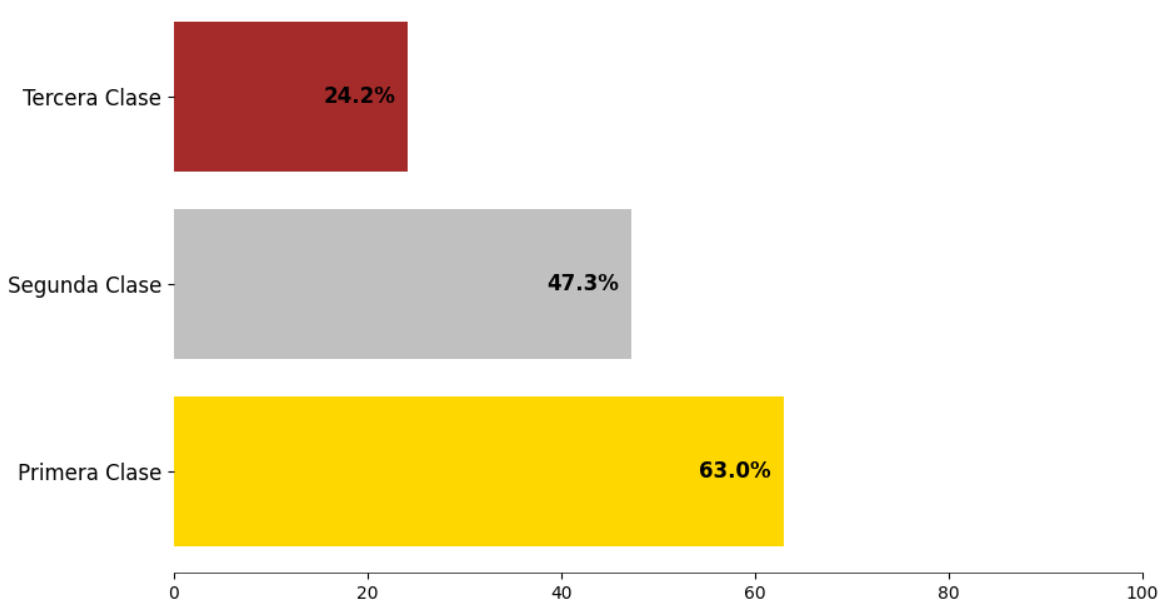 Tercera Clase
24.2%
Segunda Clase
47.3%
Primera Clase
63.0%
0 20 40 60 80 100